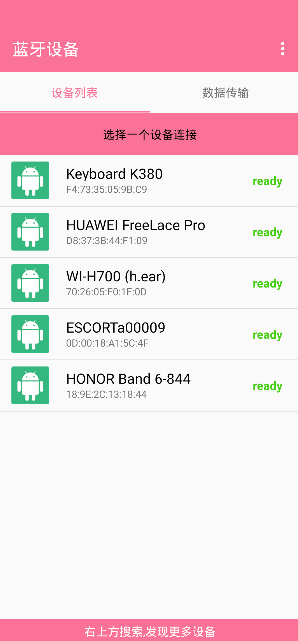 蓝牙设备
设备列表
数据传输
选择一个设备连接
Keyboard K380
F4:73:35:05:9B:C9
ready
HUAWEI FreeLace Pro
D8:37:3B:44:F1:09
ready
WI-H700 (h.ear)
70:26:05:F0:1F:0D
ready
ESCORTa00009
0D:00:18:A1:5C:4F
ready
HONOR Band 6-844
18:9E:2C:13:18:44
ready
右上方搜索,发现更多设备